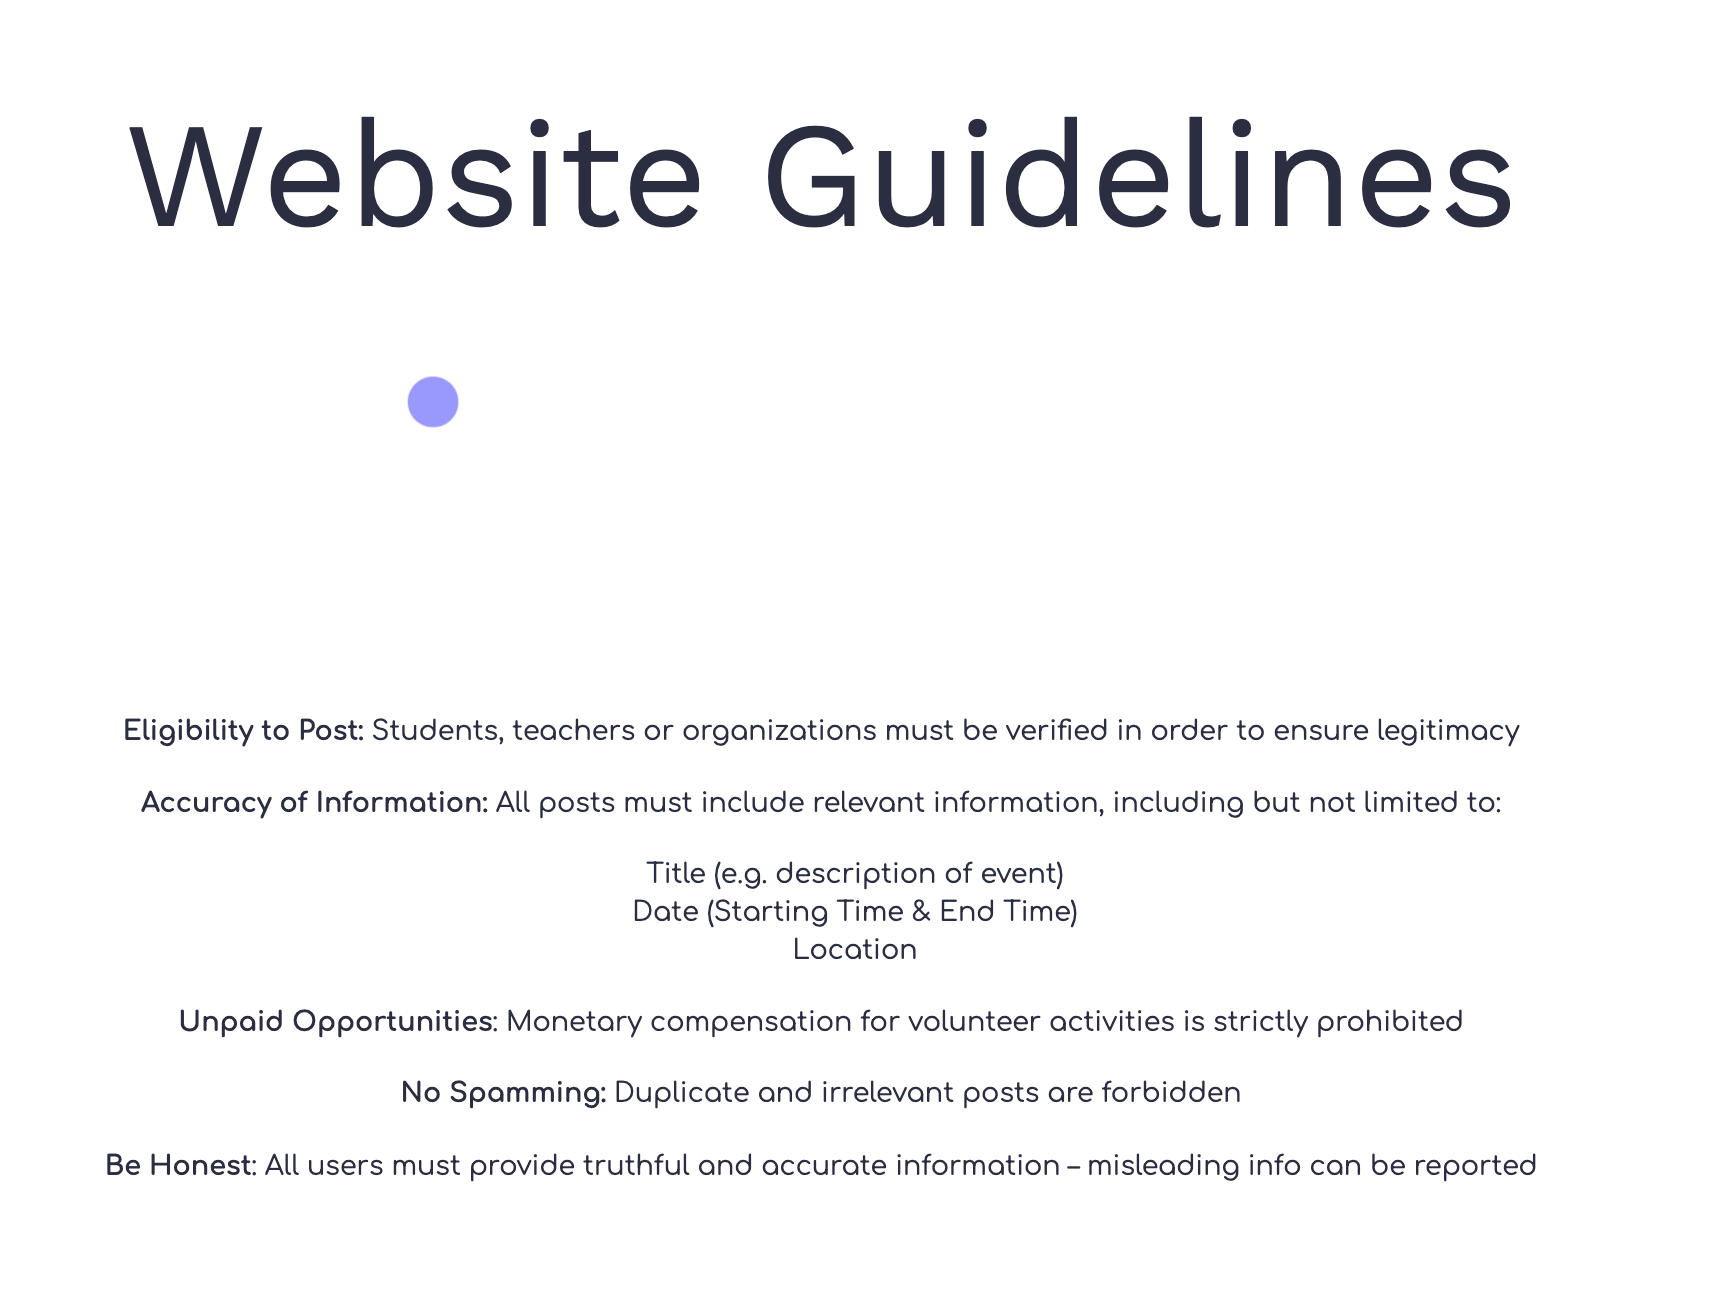 Website Guidelines
Eligibility to Post: Students, teachers or organizations must be verified in order to ensure legitimacy
Accuracy of Information: All posts must include relevant information, including but not limited to:
Title (e.g. description of event)
Date (Starting Time & End Time)
Location
Unpaid Opportunities: Monetary compensation for volunteer activities is strictly prohibited
No Spamming: Duplicate and irrelevant posts are forbidden
Be Honest: All users must provide truthful and accurate information – misleading info can be reported